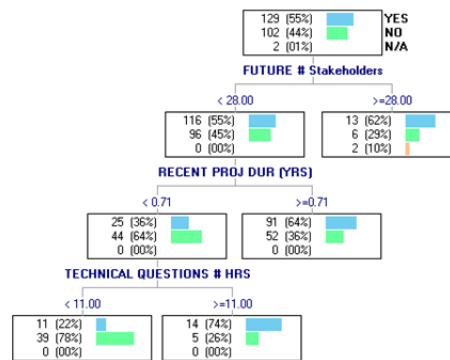 129 (55%) YES
102 (44%) NO
2 (01%) N/A
FUTURE # Stakeholders
< 28.00 >=28.00
116 (55%) 13 (62%)
96 (45%) 6 (29%)
0 (00%) 2 (10%)
RECENT PROJ DUR (YRS)
< 0.71 >=0.71
25 (36%) 91 (64%)
44 (64%) 52 (36%)
0 (00%) 0 (00%)
TECHNICAL QUESTIONS # HRS
< 11.00 >=11.00
11 (22%) 14 (74%)
39 (78%) 5 (26%)
0 (00%) 0 (00%)